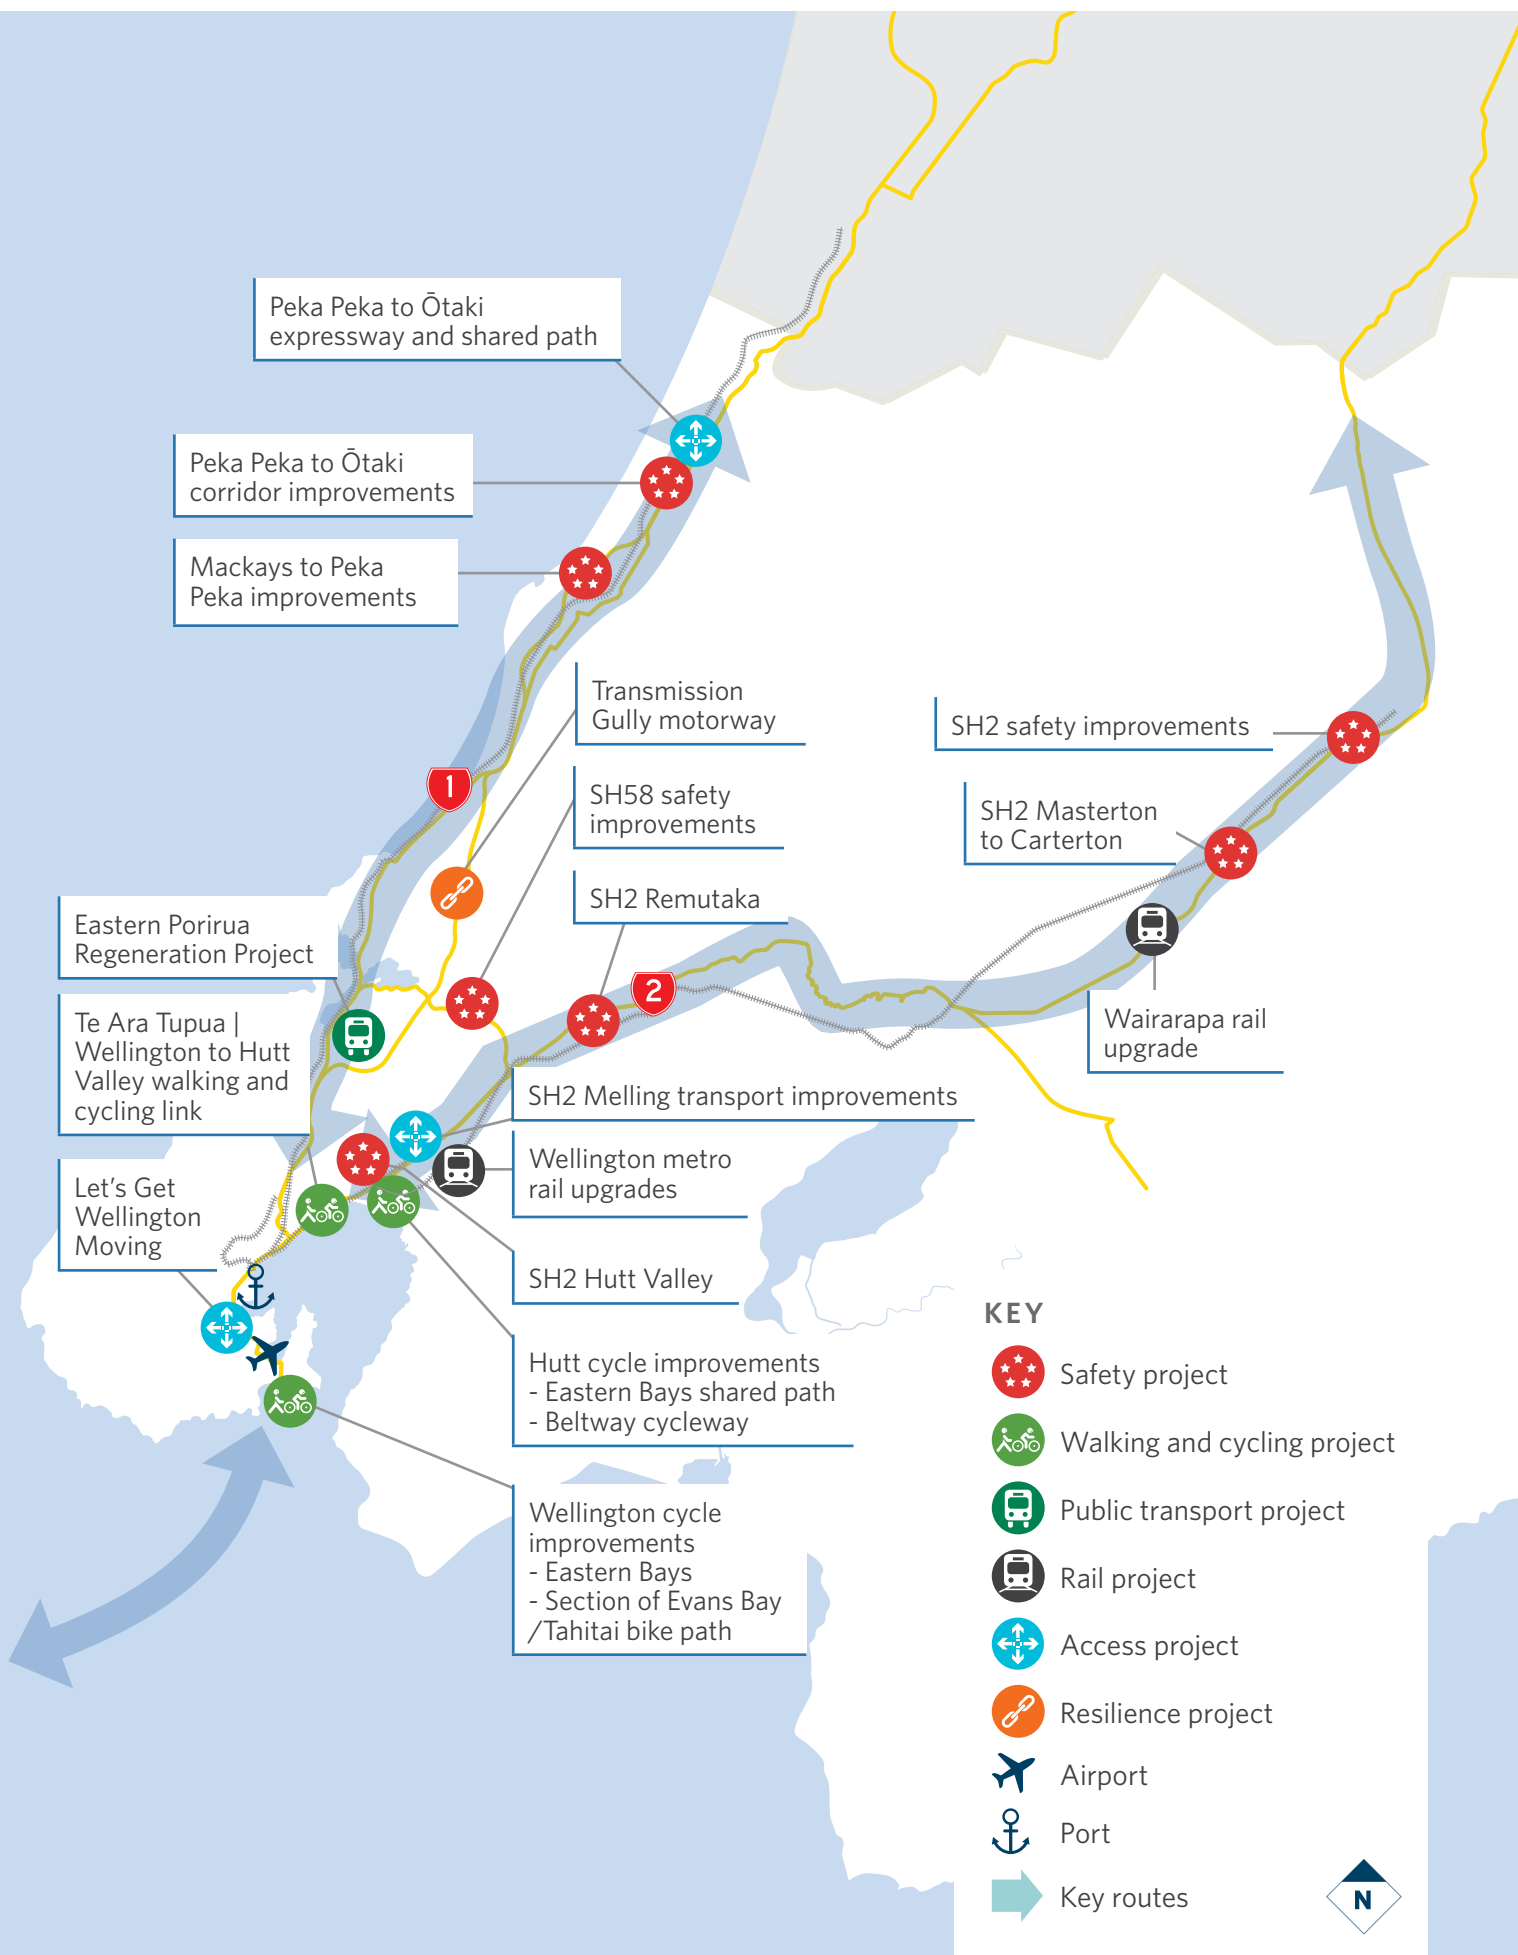 Peka Peka to Ōtaki
expressway and shared path
Peka Peka to Ōtaki
corridor improvements
Mackays to Peka
Peka improvements
Transmission
Gully motorway
SH2 safety improvements
1
SH58 safety
improvements
SH2 Masterton
to Carterton
SH2 Remutaka
Eastern Porirua
Regeneration Project
2
Te Ara Tupua |
Wellington to Hutt
Valley walking and
cycling link
Wairarapa rail
upgrade
SH2 Melling transport improvements
Wellington metro
rail upgrades
Let's Get
Wellington
Moving
SH2 Hutt Valley
Hutt cycle improvements
- Eastern Bays shared path
- Beltway cycleway
Wellington cycle
improvements
- Eastern Bays
- Section of Evans Bay
/Tahitai bike path
KEY
Safety project
Walking and cycling project
Public transport project
Rail project
Access project
Resilience project
Airport
Port
Key routes
N